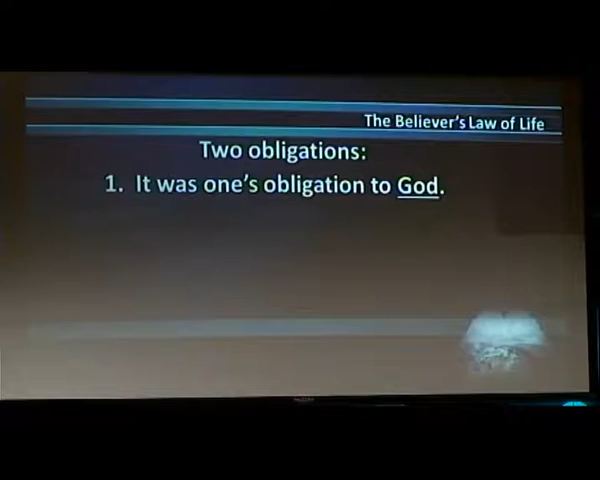 The Believer's Law of Life
Two obligations:
1. It was one's obligation to God.